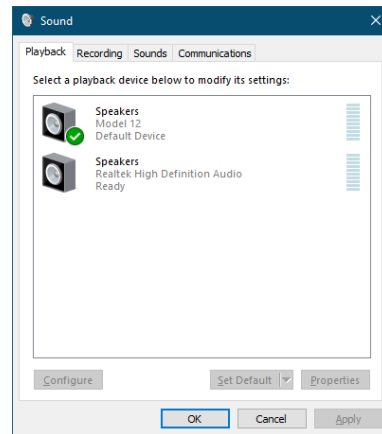 Sound
Playback Recording Sounds Communications
Select a playback device below to modify its settings:
Speakers
Model 12
Default Device
Speakers
Realtek High Definition Audio
Ready
Configure Set Default Properties
OK Cancel Apply